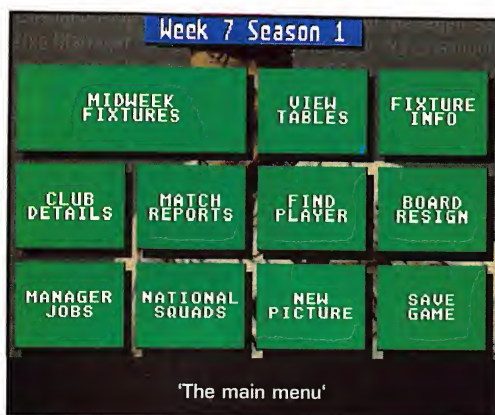 Week 7 Season 1
MIDWEEK
FIXTURES
VIEW
TABLES
FIXTURE
INFO
CLUB
DETAILS
MATCH
REPORTS
FIND
PLAYER
BOARD
RESIGN
MANAGER
JOBS
NATIONAL
SQUADS
NEW
PICTURE
SAVE
GAME
'The main menu'